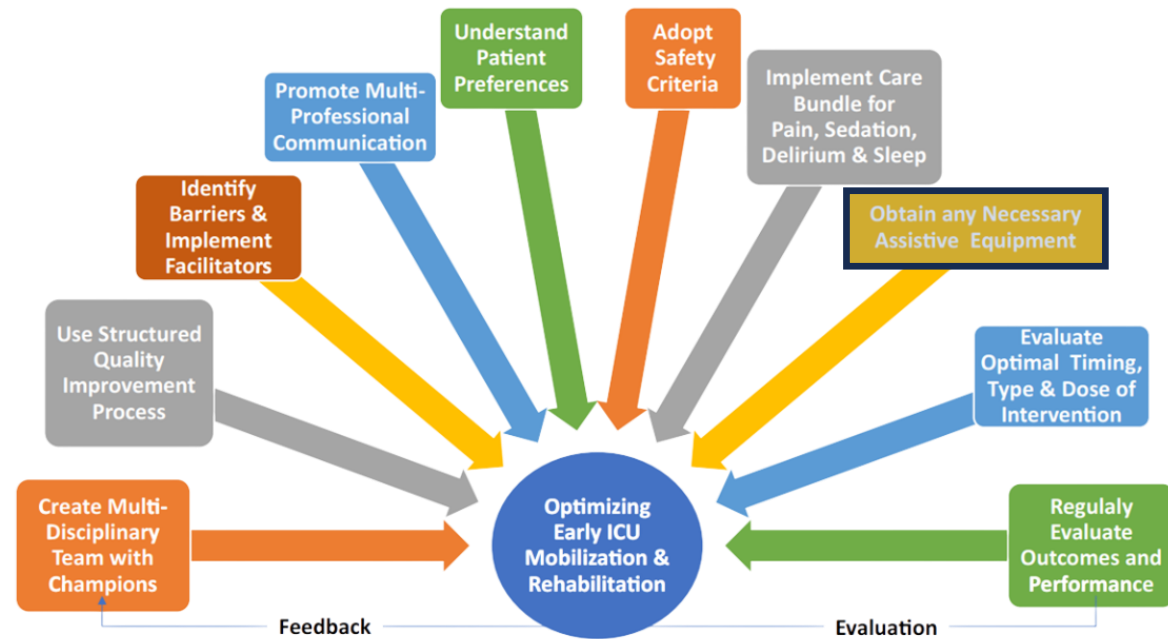 Understand
Patient
Preferences
Adopt
Safety
Criteria
Promote Multi-
Professional
Communication
Implement Care
Bundle for
Pain, Sedation,
Delirium & Sleep
Identify
Barriers &
Implement
Facilitators
Obtain any Necessary
Assistive Equipment
Use Structured
Quality
Improvement
Process
Evaluate
Optimal Timing,
Type & Dose of
Intervention
Create Multi-
Disciplinary
Team with
Champions
Optimizing
Early ICU
Mobilization &
Rehabilitation
Regulaly
Evaluate
Outcomes and
Performance
Feedback
Evaluation